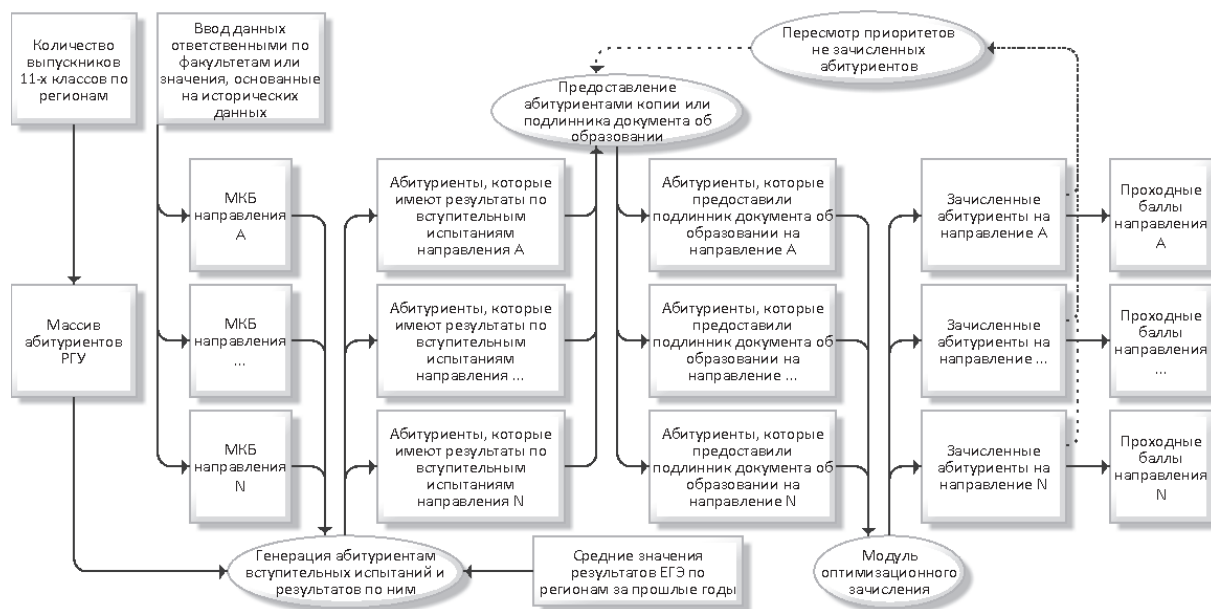 Количество
выпускников
11-х классов по
регионам
Ввод данных
ответственными по
факультетам или
значения, основанные
на исторических
данных
Пересмотр приоритетов
не зачисленных
абитуриентов
Предоставление
абитуриентами копии или
подлинника документа об
образовании
МКБ
направления
А
Абитуриенты, которые
имеют результаты по
вступительным
испытаниям
направления А
Абитуриенты, которые
предоставили
подлинник документа об
образовании на
направление А
Зачисленные
абитуриенты на
направление А
Проходные
баллы
направления
А
Массив
абитуриентов
РГУ
МКБ
направления
...
Абитуриенты, которые
имеют результаты по
вступительным
испытаниям
направления ...
Абитуриенты, которые
предоставили
подлинник документа об
образовании на
направление ...
Зачисленные
абитуриенты на
направление ...
Проходные
баллы
направления
...
МКБ
направления
N
Абитуриенты, которые
имеют результаты по
вступительным
испытаниям
направления N
Абитуриенты, которые
предоставили
подлинник документа об
образовании на
направление N
Зачисленные
абитуриенты на
направление N
Проходные
баллы
направления
N
Генерация абитуриентам
вступительных испытаний и
результатов по ним
Средние значения
результатов ЕГЭ по
регионам за прошлые годы
Модуль
оптимизационного
зачисления